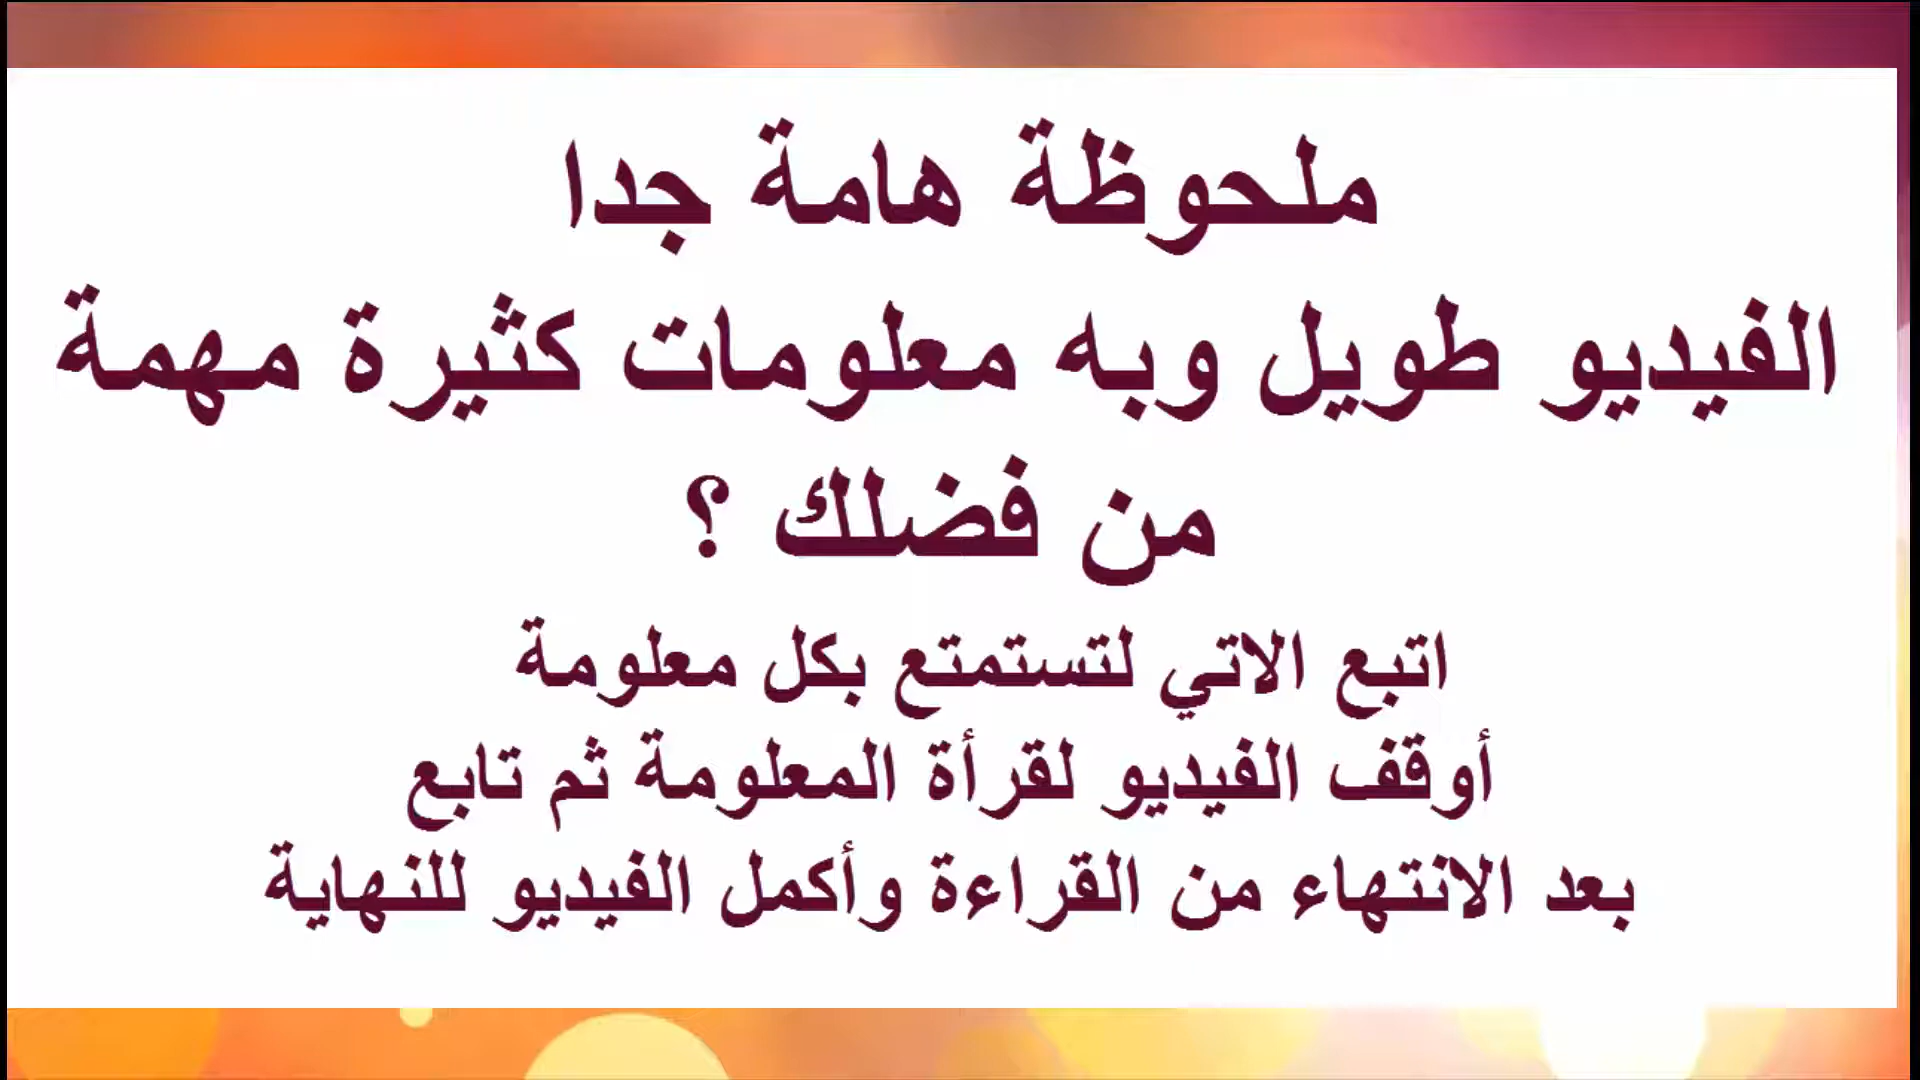 ملحوظة هامة جدا
الفيديو طويل وبه معلومات كثيرة مهمة
من فضلك ؟
اتبع الاتي لتستمتع بكل معلومة
أوقف الفيديو لقرأة المعلومة ثم تابع
بعد الانتهاء من القراءة وأكمل الفيديو للنهاية